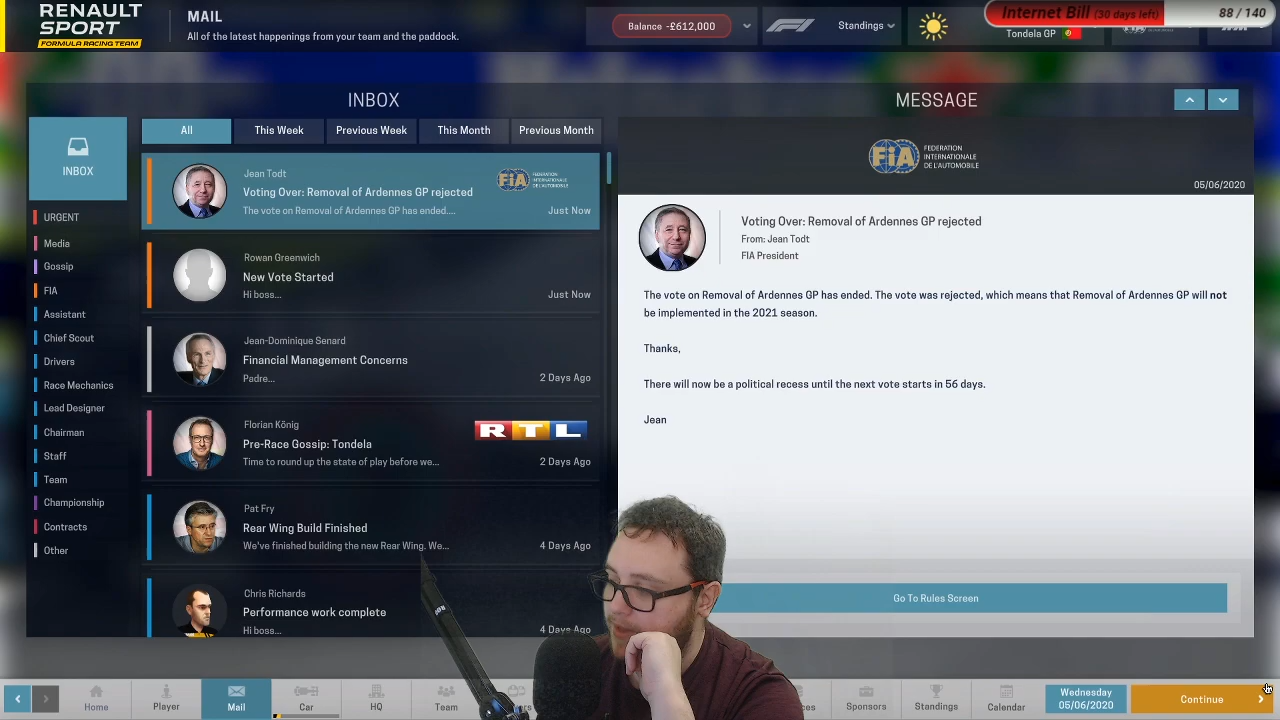 RENAULT
SPORT
FORMULA RACING TEAM
MAIL
All of the latest happenings from your team and the paddock.
Balance -£612,000
Standings
Internet Bill (30 days left)
88 / 140
Tondela GP
INBOX
MESSAGE
INBOX
URGENT
Media
Gossip
FIA
Assistant
Chief Scout
Drivers
Race Mechanics
Lead Designer
Chairman
Staff
Team
Championship
Contracts
Other
All
This Week
Previous Week
This Month
Previous Month
Jean Todt
Voting Over: Removal of Ardennes GP rejected
The vote on Removal of Ardennes GP has ended....
Just Now
FiA
FEDERATION
INTERNATIONALE
DE L'AUTOMOBILE
Rowan Greenwich
New Vote Started
Hi boss...
Just Now
Jean-Dominique Senard
Financial Management Concerns
Padre...
2 Days Ago
Florian König
Pre-Race Gossip: Tondela
Time to round up the state of play before we...
2 Days Ago
RTL
Pat Fry
Rear Wing Build Finished
We've finished building the new Rear Wing. We...
4 Days Ago
Chris Richards
Performance work complete
Hi boss...
4 Days Ago
FiA
FEDERATION
INTERNATIONALE
DE L'AUTOMOBILE
05/06/2020
Voting Over: Removal of Ardennes GP rejected
From: Jean Todt
FIA President
The vote on Removal of Ardennes GP has ended. The vote was rejected, which means that Removal of Ardennes GP will not
be implemented in the 2021 season.
Thanks,
There will now be a political recess until the next vote starts in 56 days.
Jean
Go To Rules Screen
Home
Player
Mail
Car
HQ
Team
Sponsors
Standings
Calendar
Wednesday
05/06/2020
Continue